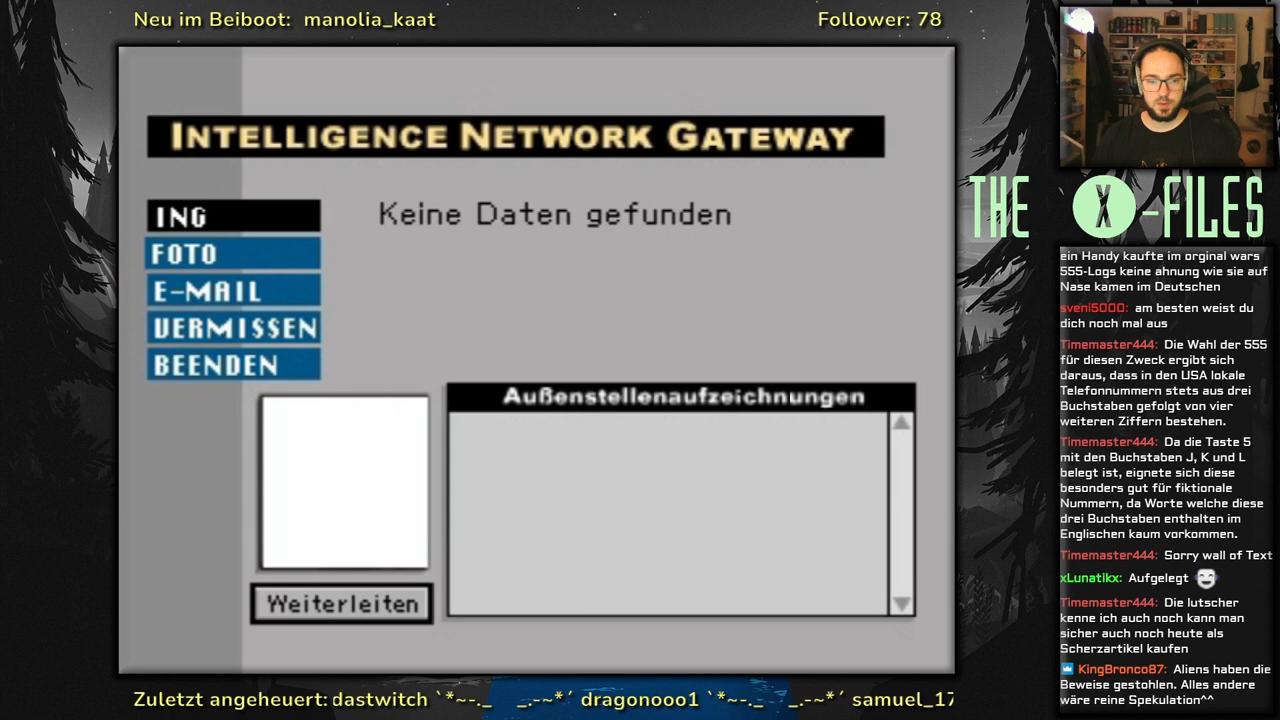 Neu im Beiboot: manolia_kaat
Follower: 78
INTELLIGENCE NETWORK GATEWAY
ING
FOTO
E-MAIL
VERMISSEN
BEENDEN
Keine Daten gefunden
Außenstellenaufzeichnungen
Weiterleiten
THE X-FILES
ein Handy kaufte im orginal wars
555-Logs keine ahnung wie sie auf
Nase kamen im Deutschen
sveni5000: am besten weist du
dich noch mal aus
Timemaster444: Die Wahl der 555
für diesen Zweck ergibt sich
daraus, dass in den USA lokale
Telefonnummern stets aus drei
Buchstaben gefolgt von vier
weiteren Ziffern bestehen.
Timemaster444: Da die Taste 5
mit den Buchstaben J, K und L
belegt ist, eignete sich diese
besonders gut für fiktionale
Nummern, da Worte welche diese
drei Buchstaben enthalten im
Englischen kaum vorkommen.
Timemaster444: Sorry wall of Text
xLunatikx: Aufgelegt
Timemaster444: Die lutscher
kenne ich auch noch kann man
sicher auch noch heute als
Scherzartikel kaufen
KingBronco87: Aliens haben die
Beweise gestohlen. Alles andere
wäre reine Spekulation^^
Zuletzt angeheuert: dastwitch `*~-._ _.-~*´ dragonooo1 `*~-._ _.-~*´ samuel_17